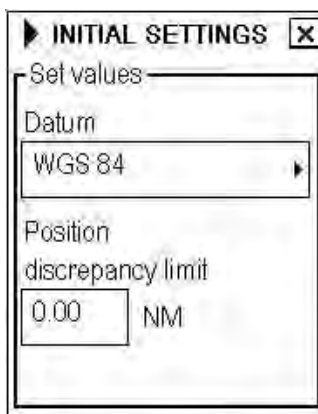 INITIAL SETTINGS
Set values
Datum
WGS 84
Position
discrepancy limit
0.00 NM